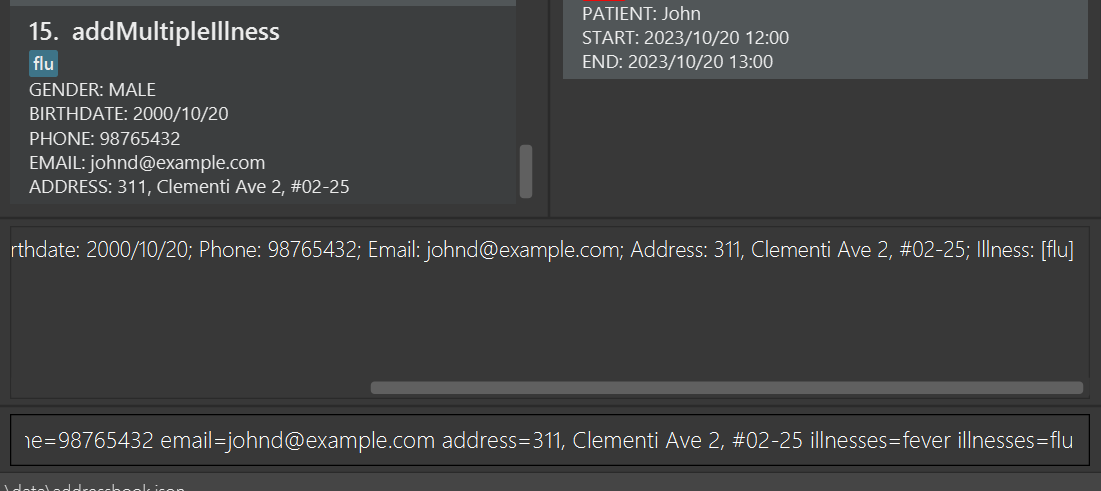 15. addMultipleIllness
flu
GENDER: MALE
BIRTHDATE: 2000/10/20
PHONE: 98765432
EMAIL: johnd@example.com
ADDRESS: 311, Clementi Ave 2, #02-25
PATIENT: John
START: 2023/10/20 12:00
END: 2023/10/20 13:00
rthdate: 2000/10/20; Phone: 98765432; Email: johnd@example.com; Address: 311, Clementi Ave 2, #02-25; Illness: [flu]
ne=98765432 email=johnd@example.com address=311, Clementi Ave 2, #02-25 illnesses=fever illnesses=flu
\data\addressbook.json